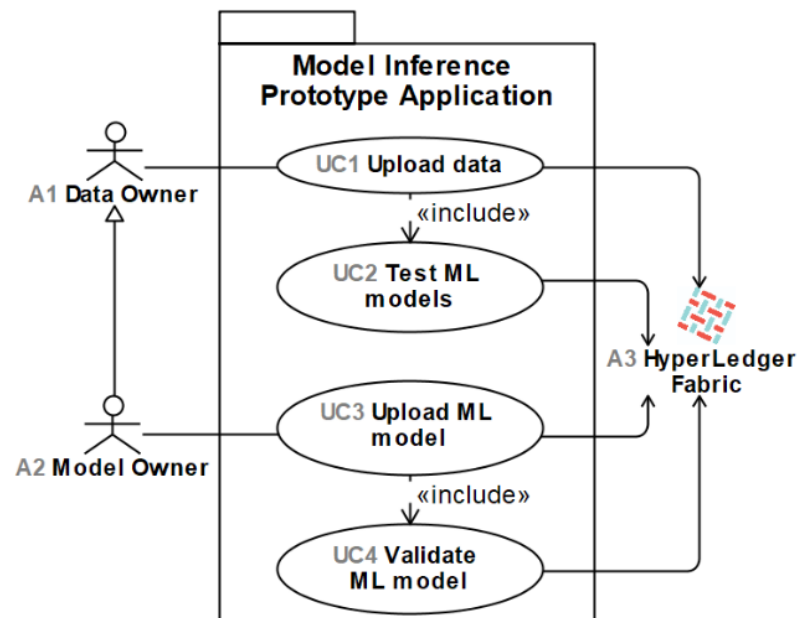 Model Inference
Prototype Application
UC1 Upload data
A1 Data Owner
«include»
UC2 Test ML
models
A3 HyperLedger
Fabric
UC3 Upload ML
model
A2 Model Owner
«include»
UC4 Validate
ML model